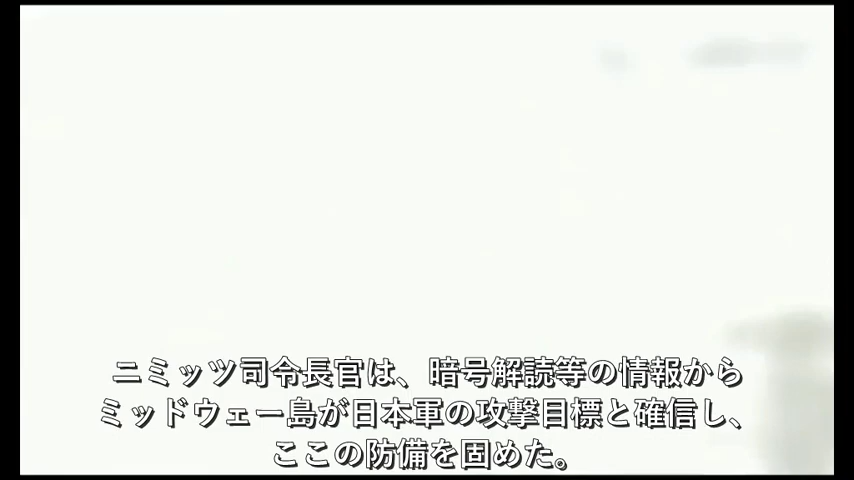 ニミッツ司令長官は、暗号解読等の情報から
ミッドウェー島が日本軍の攻撃目標と確信し、
ここの防備を固めた。